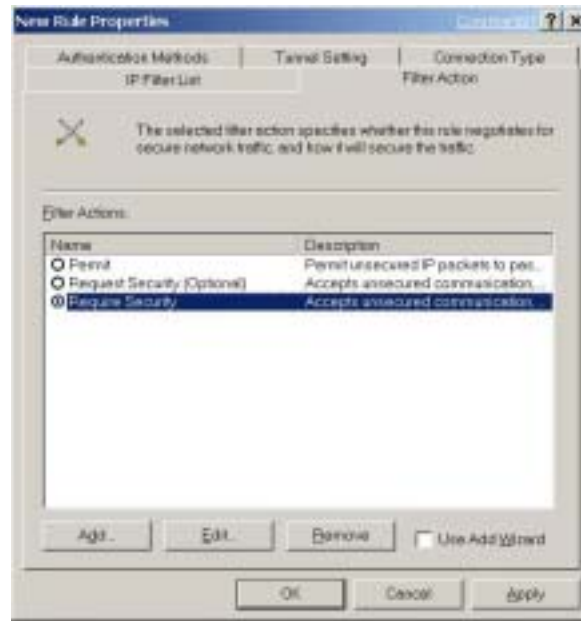 New Rule Properties
Authentication Methods
Tunnel Setting
Connection Type
IP Filter List
Filter Action
The selected filter action specifies whether this rule negotiates for
secure network traffic, and how it will secure the traffic.
Filter Actions:
Name
Description
Permit
Permit unsecured IP packets to pas...
Request Security (Optional)
Accepts unsecured communication, ...
Require Security
Accepts unsecured communication, ...
Add...
Edit...
Remove
Use Add Wizard
OK
Cancel
Apply